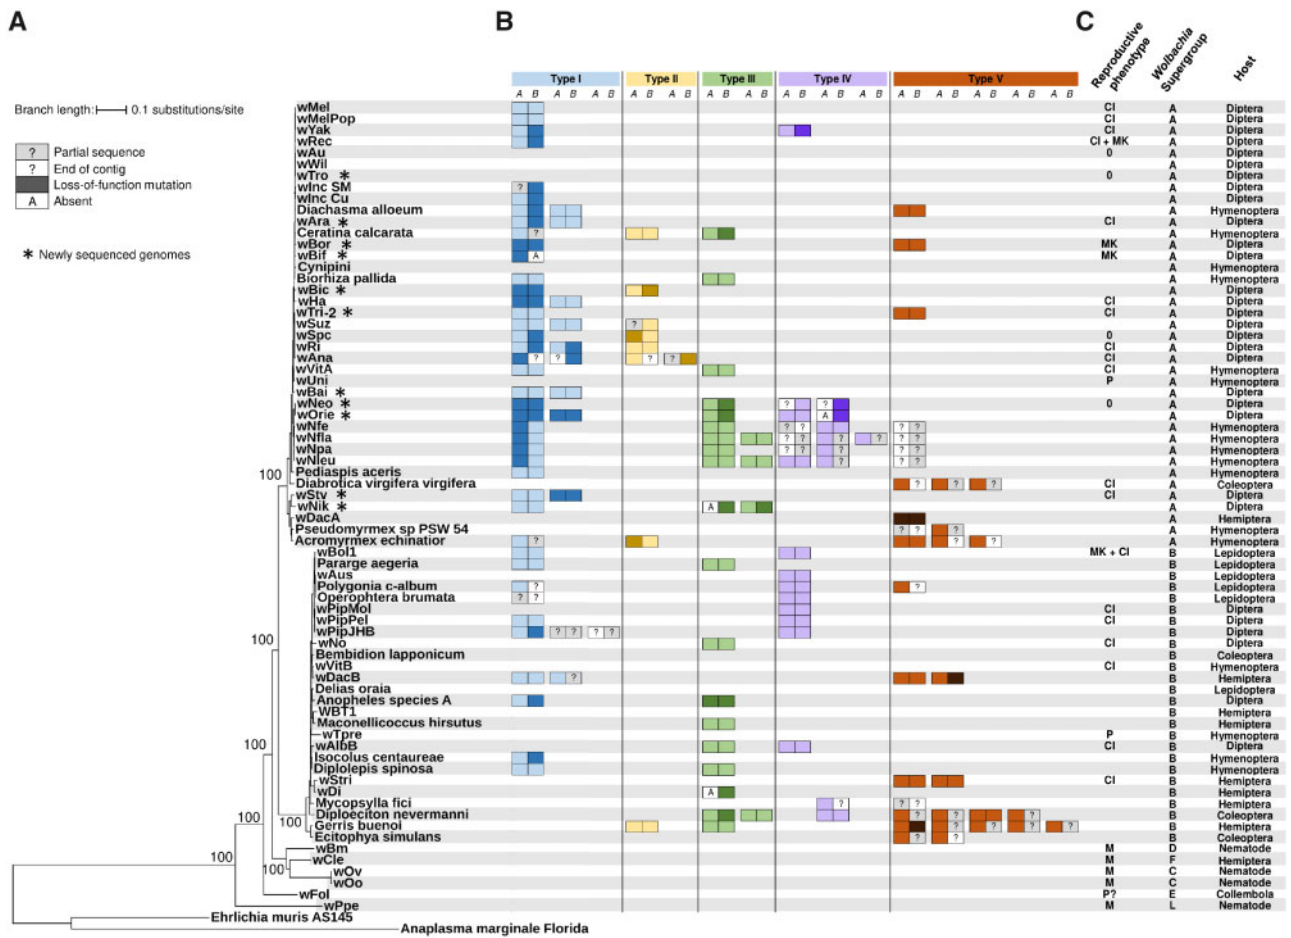 A B C
Reproductive phenotype
Wolbachia Supergroup
Host
Type I Type II Type III Type IV Type V
A B A B A B A B A B A B A B A B A B A B A B A B A B A B A B
Branch length: 0.1 substitutions/site
? Partial sequence
? End of contig
Loss-of-function mutation
A Absent
* Newly sequenced genomes
wMel CI A Diptera
wMelPop CI A Diptera
wYak CI A Diptera
wRec CI + MK A Diptera
wAu 0 A Diptera
wWil A Diptera
wTro * 0 A Diptera
wInc SM ? A Diptera
wInc Cu A Diptera
Diachasma alloeum A Hymenoptera
wAra * CI A Diptera
Ceratina calcarata ? A Hymenoptera
wBor * MK A Diptera
wBif * A MK A Diptera
Cynipini A Hymenoptera
Biorhiza pallida A Hymenoptera
wBic * A Diptera
wHa CI A Diptera
wTri-2 * CI A Diptera
wSuz ? A Diptera
wSpc 0 A Diptera
wRi CI A Diptera
wAna ? ? ? ? CI A Diptera
wVitA CI A Hymenoptera
wUni P A Hymenoptera
wBai * A Diptera
wNeo * ? ? 0 A Diptera
wOrie * A A Diptera
wNfe ? ? ? ? A Hymenoptera
wNfla ? ? ? ? ? ? A Hymenoptera
wNpa ? ? ? ? ? A Hymenoptera
wNleu ? ? ? A Hymenoptera
Pediaspis aceris A Hymenoptera
100
Diabrotica virgifera virgifera ? ? ? CI A Coleoptera
wStv * CI A Diptera
wNik * A A Diptera
wDacA A Hemiptera
Pseudomyrmex sp PSW 54 ? ? ? A Hymenoptera
Acromyrmex echinatior ? ? ? A Hymenoptera
wBol1 MK + CI B Lepidoptera
Pararge aegeria B Lepidoptera
wAus B Lepidoptera
Polygonia c-album ? ? B Lepidoptera
Operophtera brumata ? ? B Lepidoptera
wPipMol CI B Diptera
wPipPel CI B Diptera
wPipJHB ? ? ? ? B Diptera
100
wNo CI B Diptera
Bembidion lapponicum B Coleoptera
wVitB CI B Hymenoptera
wDacB ? B Hemiptera
Delias oraia B Lepidoptera
Anopheles species A B Diptera
WBT1 B Hemiptera
Maconellicoccus hirsutus B Hemiptera
wTpre P B Hymenoptera
100
wAlbB CI B Diptera
Isocolus centaureae B Hymenoptera
Diplolepis spinosa B Hymenoptera
wStri CI B Hemiptera
wDi A B Hemiptera
Mycopsylla fici ? ? ? B Hemiptera
Diploeciton nevermanni ? ? ? B Coleoptera
100 100
Gerris buenoi ? ? ? ? B Hemiptera
Ecitophya simulans ? ? B Coleoptera
wBm M D Nematode
100
wCle M F Hemiptera
100
wOv M C Nematode
wOo M C Nematode
wFol P? E Collembola
wPpe M L Nematode
Ehrlichia muris AS145
Anaplasma marginale Florida